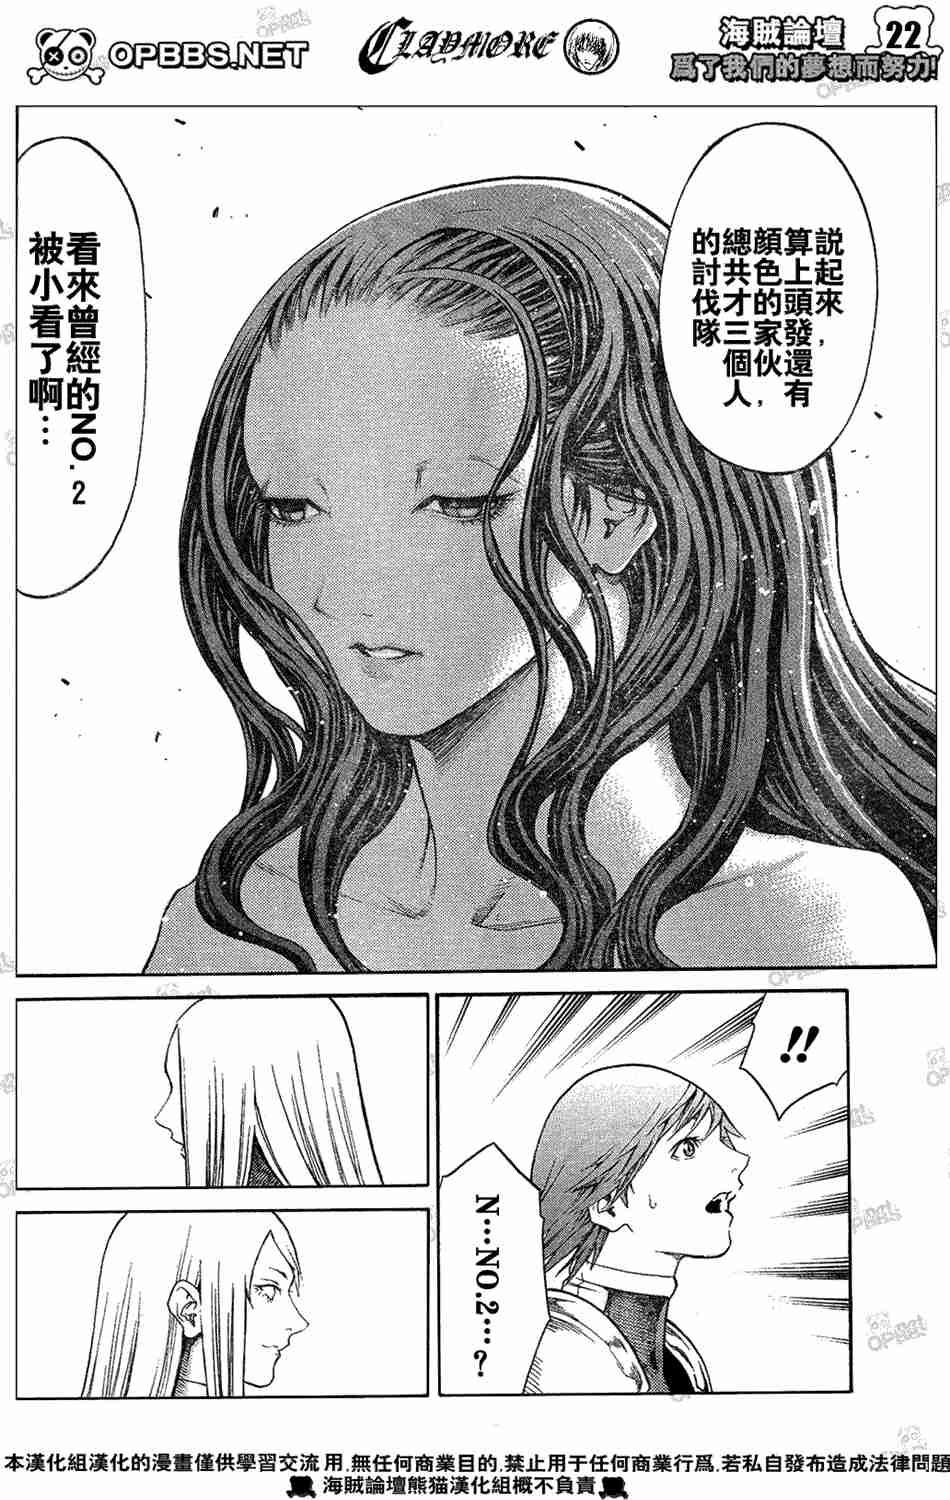 OPBBS.NET
CLAYMORE
海賊論壇
爲了我們的夢想而努力!
22
說起來,
算上頭發還有
顏色的家伙,
總共才三個人
的討伐隊
看來曾經的NO.2
被小看了啊…
!!
N…NO.2…?
本漢化組漢化的漫畫僅供學習交流用.無任何商業目的.禁止用于任何商業行爲.若私自發布造成法律問題
海賊論壇熊猫漢化組概不負責